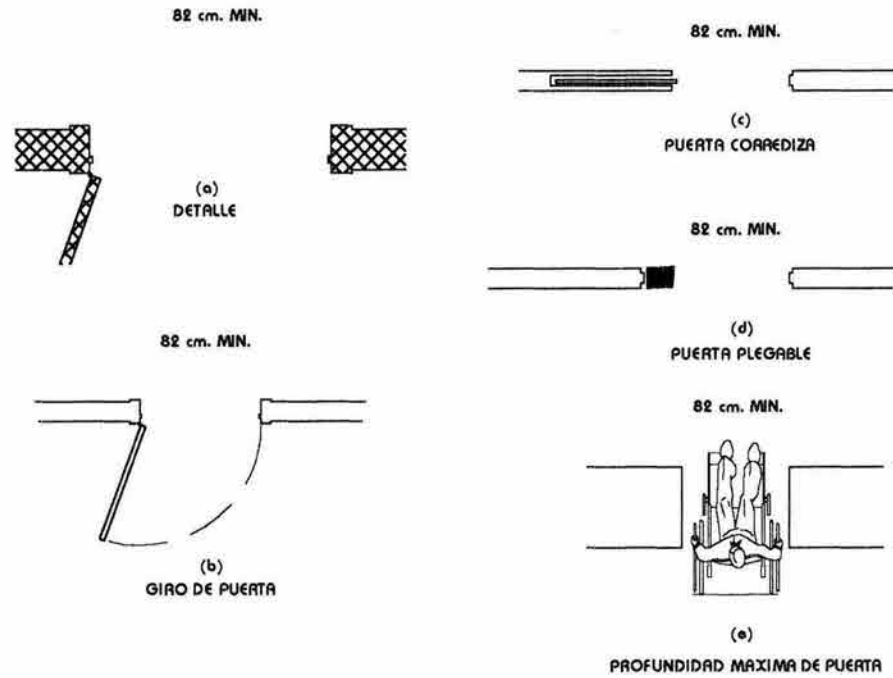 82 cm. MIN.
(a)
DETALLE
82 cm. MIN.
(b)
GIRO DE PUERTA
82 cm. MIN.
(c)
PUERTA CORREDIZA
82 cm. MIN.
(d)
PUERTA PLEGABLE
82 cm. MIN.
(e)
PROFUNDIDAD MAXIMA DE PUERTA